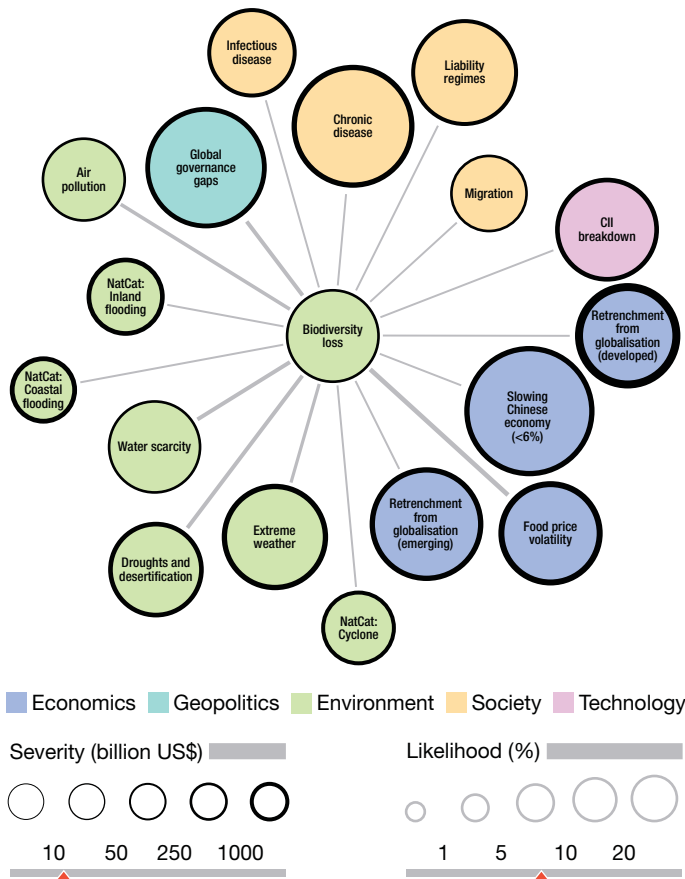 Infectious
disease
Liability
regimes
Chronic
disease
Global
governance
gaps
Air
pollution
Migration
CII
breakdown
NatCat:
Inland
flooding
Biodiversity
loss
Retrenchment
from
globalisation
(developed)
NatCat:
Coastal
flooding
Slowing
Chinese
economy
(<6%)
Water scarcity
Retrenchment
from
globalisation
(emerging)
Food price
volatility
Extreme
weather
Droughts and
desertification
NatCat:
Cyclone
Economics Geopolitics Environment Society Technology
Severity (billion US$)
10 50 250 1000
Likelihood (%)
1 5 10 20